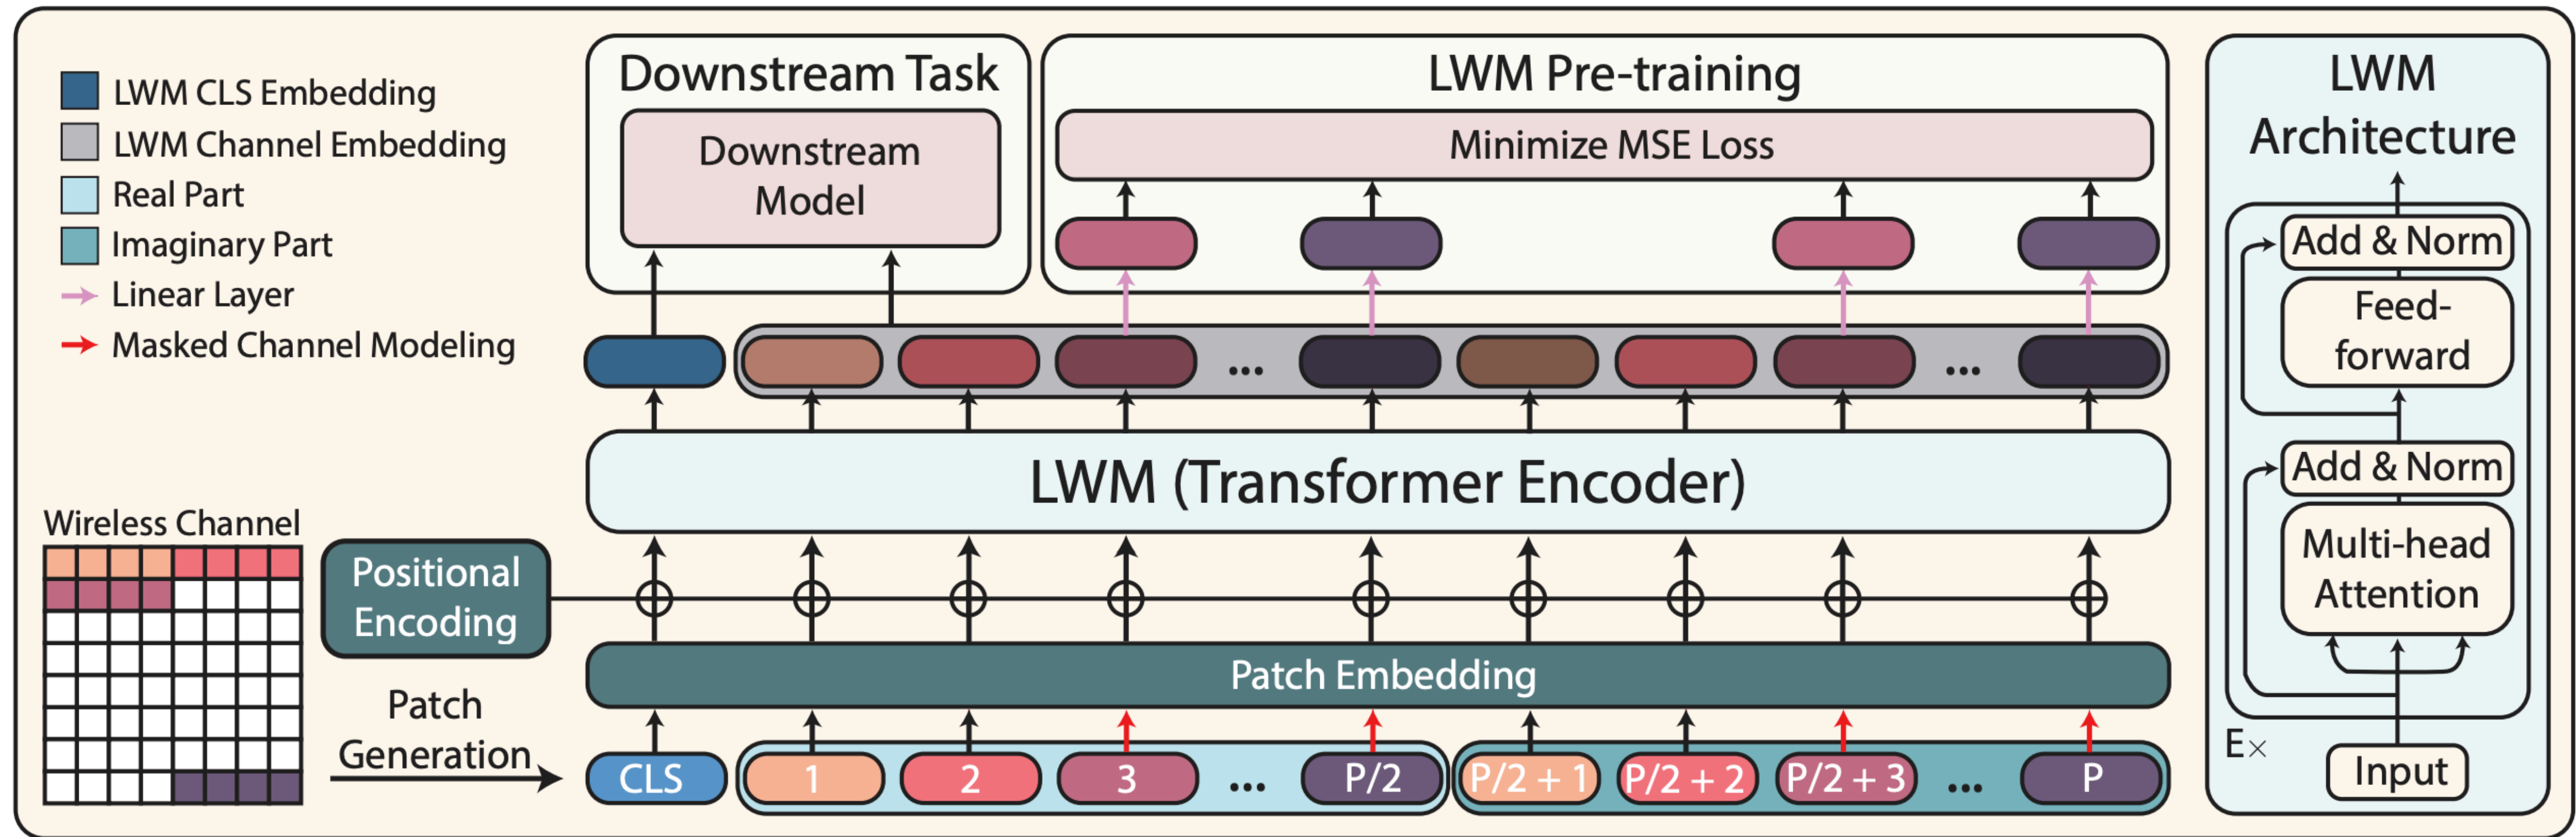 LWM CLS Embedding
LWM Channel Embedding
Real Part
Imaginary Part
Linear Layer
Masked Channel Modeling
Wireless Channel
Positional
Encoding
Patch
Generation
Downstream Task
Downstream
Model
LWM Pre-training
Minimize MSE Loss
...
...
LWM (Transformer Encoder)
Patch Embedding
CLS
1
2
3
...
P/2
P/2 + 1
P/2 + 2
P/2 + 3
...
P
LWM
Architecture
Add & Norm
Feed-
forward
Add & Norm
Multi-head
Attention
E×
Input